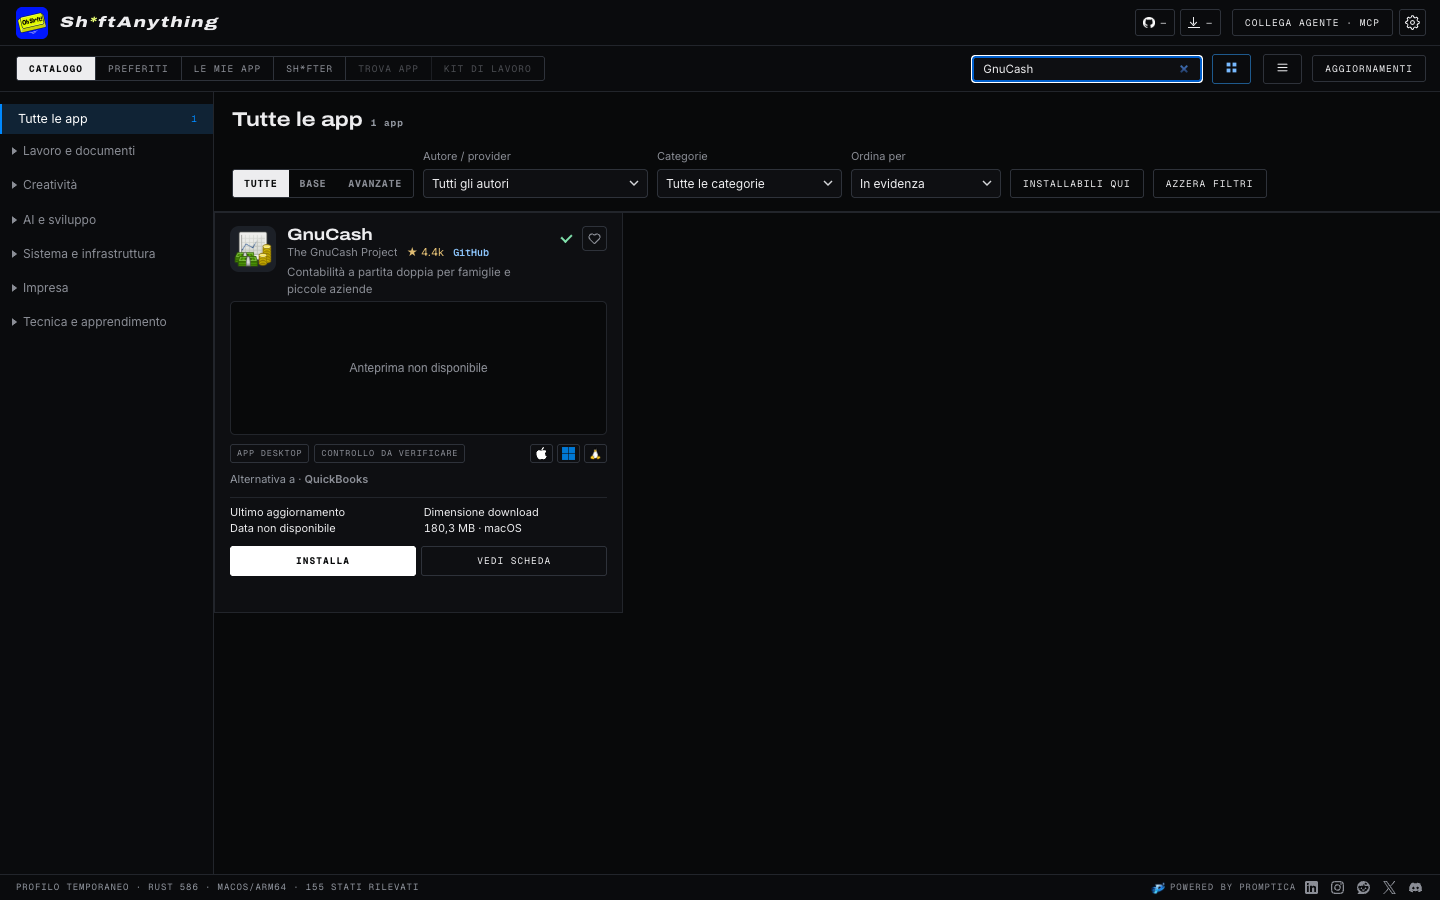 Sh*ftAnything
–
–
COLLEGA AGENTE · MCP
CATALOGO
PREFERITI
LE MIE APP
SH*FTER
TROVA APP
KIT DI LAVORO
GnuCash
AGGIORNAMENTI
Tutte le app
1
Lavoro e documenti
Creatività
AI e sviluppo
Sistema e infrastruttura
Impresa
Tecnica e apprendimento
Tutte le app 1 app
Autore / provider
Categorie
Ordina per
TUTTE
BASE
AVANZATE
Tutti gli autori
Tutte le categorie
In evidenza
INSTALLABILI QUI
AZZERA FILTRI
GnuCash
The GnuCash Project ★ 4.4k GitHub
Contabilità a partita doppia per famiglie e
piccole aziende
Anteprima non disponibile
APP DESKTOP
CONTROLLO DA VERIFICARE
Alternativa a · QuickBooks
Ultimo aggiornamento
Data non disponibile
Dimensione download
180,3 MB · macOS
INSTALLA
VEDI SCHEDA
PROFILO TEMPORANEO · RUST 586 · MACOS/ARM64 · 155 STATI RILEVATI
POWERED BY PROMPTICA